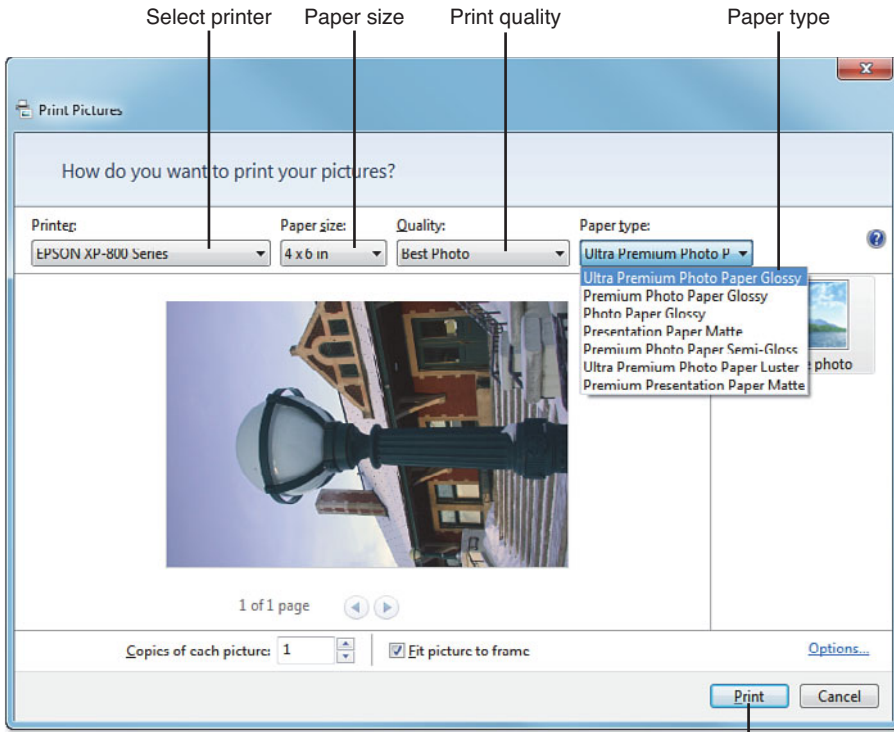 Select printer Paper size Print quality Paper type
Print Pictures
How do you want to print your pictures?
Printer: Paper size: Quality: Paper type:
EPSON XP-800 Series 4 x 6 in Best Photo Ultra Premium Photo P
Ultra Premium Photo Paper Glossy
Premium Photo Paper Glossy
Photo Paper Glossy
Presentation Paper Matte
Premium Photo Paper Semi-Gloss
Ultra Premium Photo Paper Luster
Premium Presentation Paper Matte
photo
1 of 1 page
Copies of each picture: 1 Fit picture to frame Options...
Print Cancel